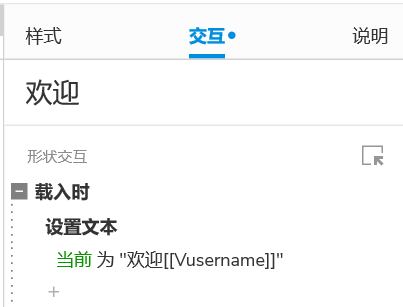 样式 交互 说明
欢迎
形状交互
载入时
设置文本
当前 为 "欢迎[[\/username]]"